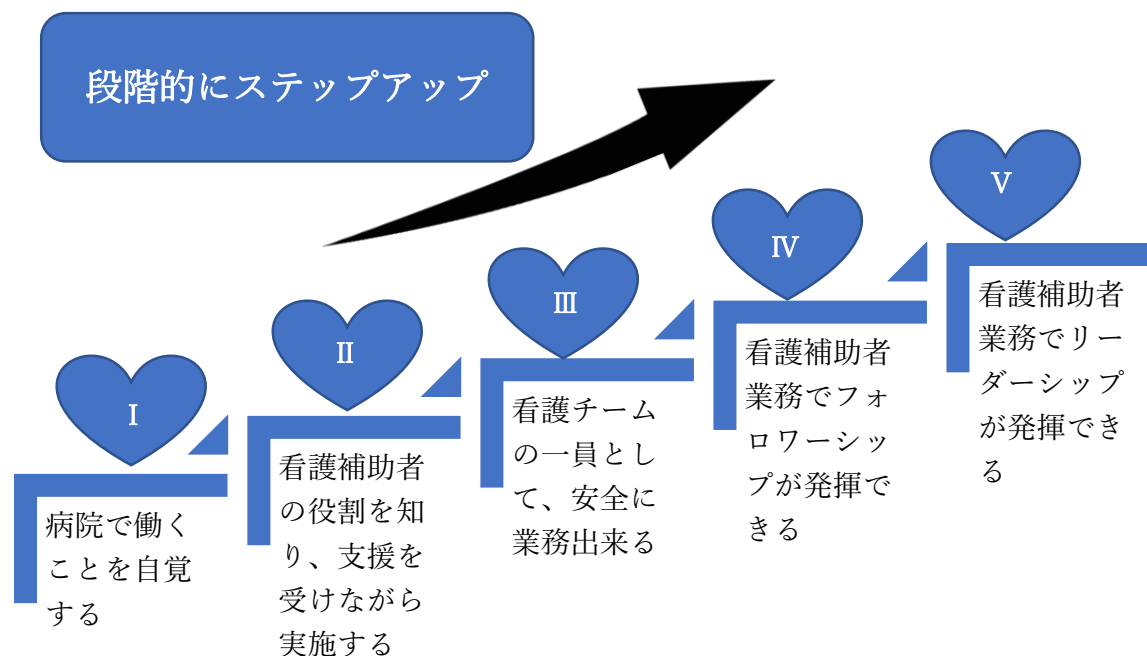 段階的にステップアップ
Ⅰ
病院で働く
ことを自覚
する
Ⅱ
看護補助者
の役割を知
り、支援を
受けながら
実施する
Ⅲ
看護チーム
の一員とし
て、安全に
業務出来る
Ⅳ
看護補助者
業務でフォ
ロワーシッ
プが発揮で
きる
Ⅴ
看護補助者
業務でリー
ダーシップ
が発揮でき
る